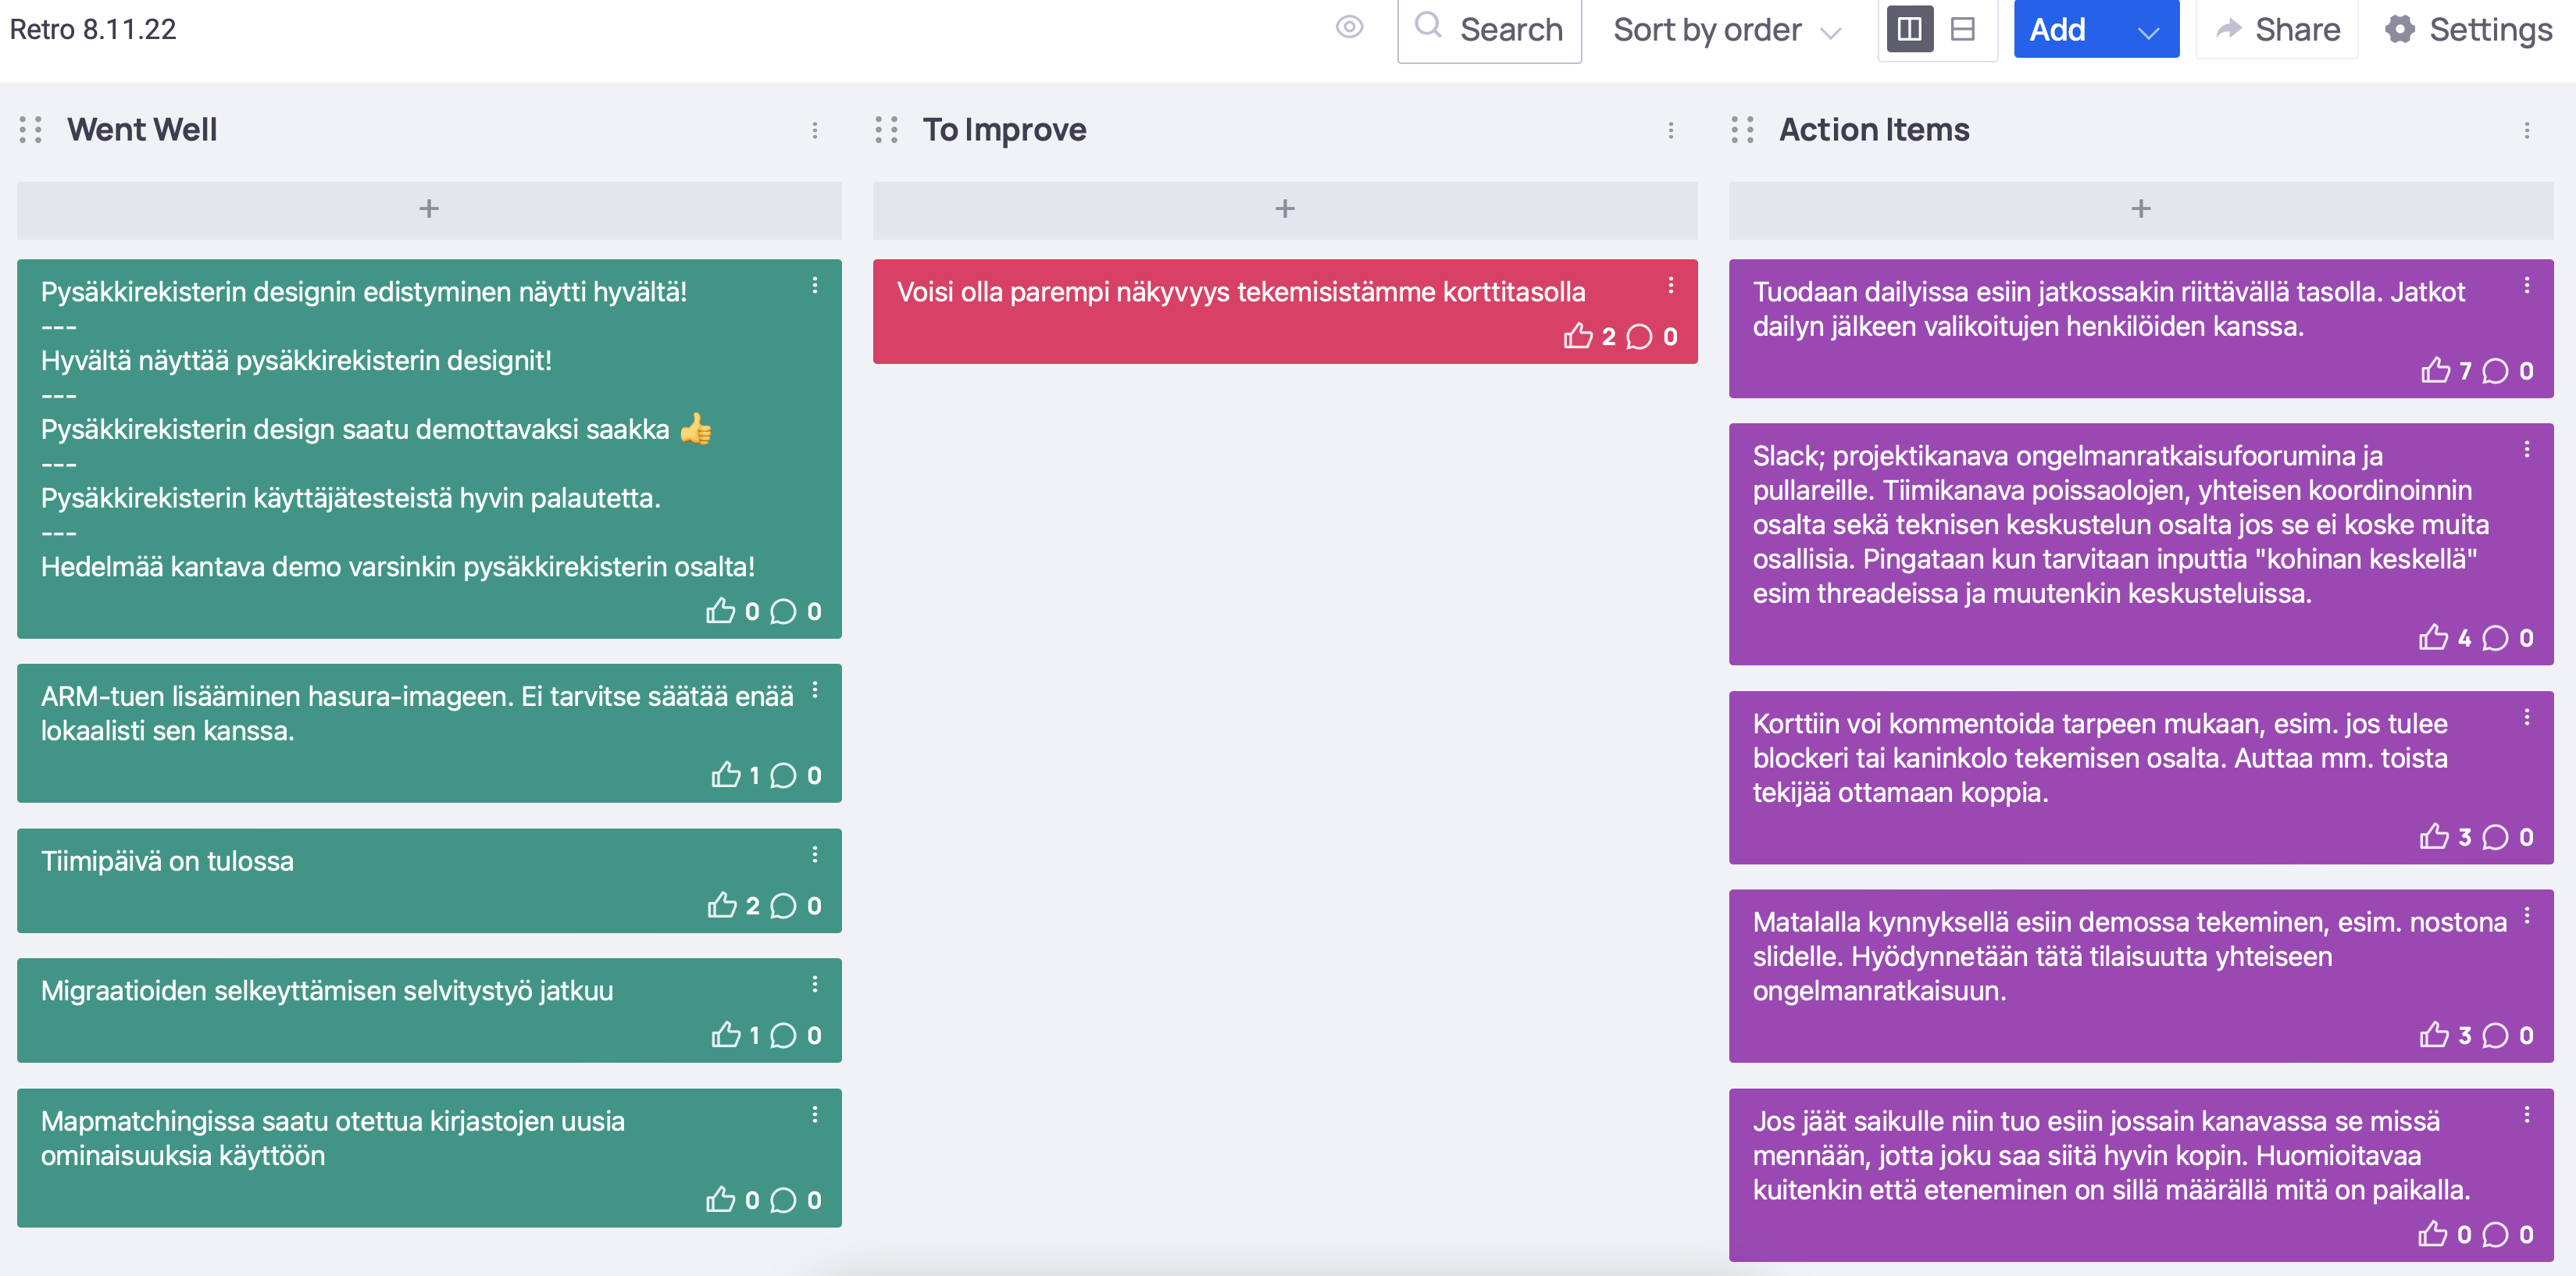 Retro 8.11.22
Search
Sort by order
Add
Share
Settings
Went Well
+
Pysäkkirekisterin designin edistyminen näytti hyvältä!
---
Hyvältä näyttää pysäkkirekisterin designit!
---
Pysäkkirekisterin design saatu demottavaksi saakka 👍
---
Pysäkkirekisterin käyttäjätesteistä hyvin palautetta.
---
Hedelmää kantava demo varsinkin pysäkkirekisterin osalta!
0 0
ARM-tuen lisääminen hasura-imageen. Ei tarvitse säätää enää
lokaalisti sen kanssa.
1 0
Tiimipäivä on tulossa
2 0
Migraatioiden selkeyttämisen selvitystyö jatkuu
1 0
Mapmatchingissa saatu otettua kirjastojen uusia
ominaisuuksia käyttöön
0 0
To Improve
+
Voisi olla parempi näkyvyys tekemisistämme korttitasolla
2 0
Action Items
+
Tuodaan dailyissa esiin jatkossakin riittävällä tasolla. Jatkot
dailyn jälkeen valikoitujen henkilöiden kanssa.
7 0
Slack; projektikanava ongelmanratkaisufoorumina ja
pullareille. Tiimikanava poissaolojen, yhteisen koordinoinnin
osalta sekä teknisen keskustelun osalta jos se ei koske muita
osallisia. Pingataan kun tarvitaan inputtia "kohinan keskellä"
esim threadeissa ja muutenkin keskusteluissa.
4 0
Korttiin voi kommentoida tarpeen mukaan, esim. jos tulee
blockeri tai kaninkolo tekemisen osalta. Auttaa mm. toista
tekijää ottamaan koppia.
3 0
Matalalla kynnyksellä esiin demossa tekeminen, esim. nostona
slidelle. Hyödynnetään tätä tilaisuutta yhteiseen
ongelmanratkaisuun.
3 0
Jos jäät saikulle niin tuo esiin jossain kanavassa se missä
mennään, jotta joku saa siitä hyvin kopin. Huomioitavaa
kuitenkin että eteneminen on sillä määrällä mitä on paikalla.
0 0